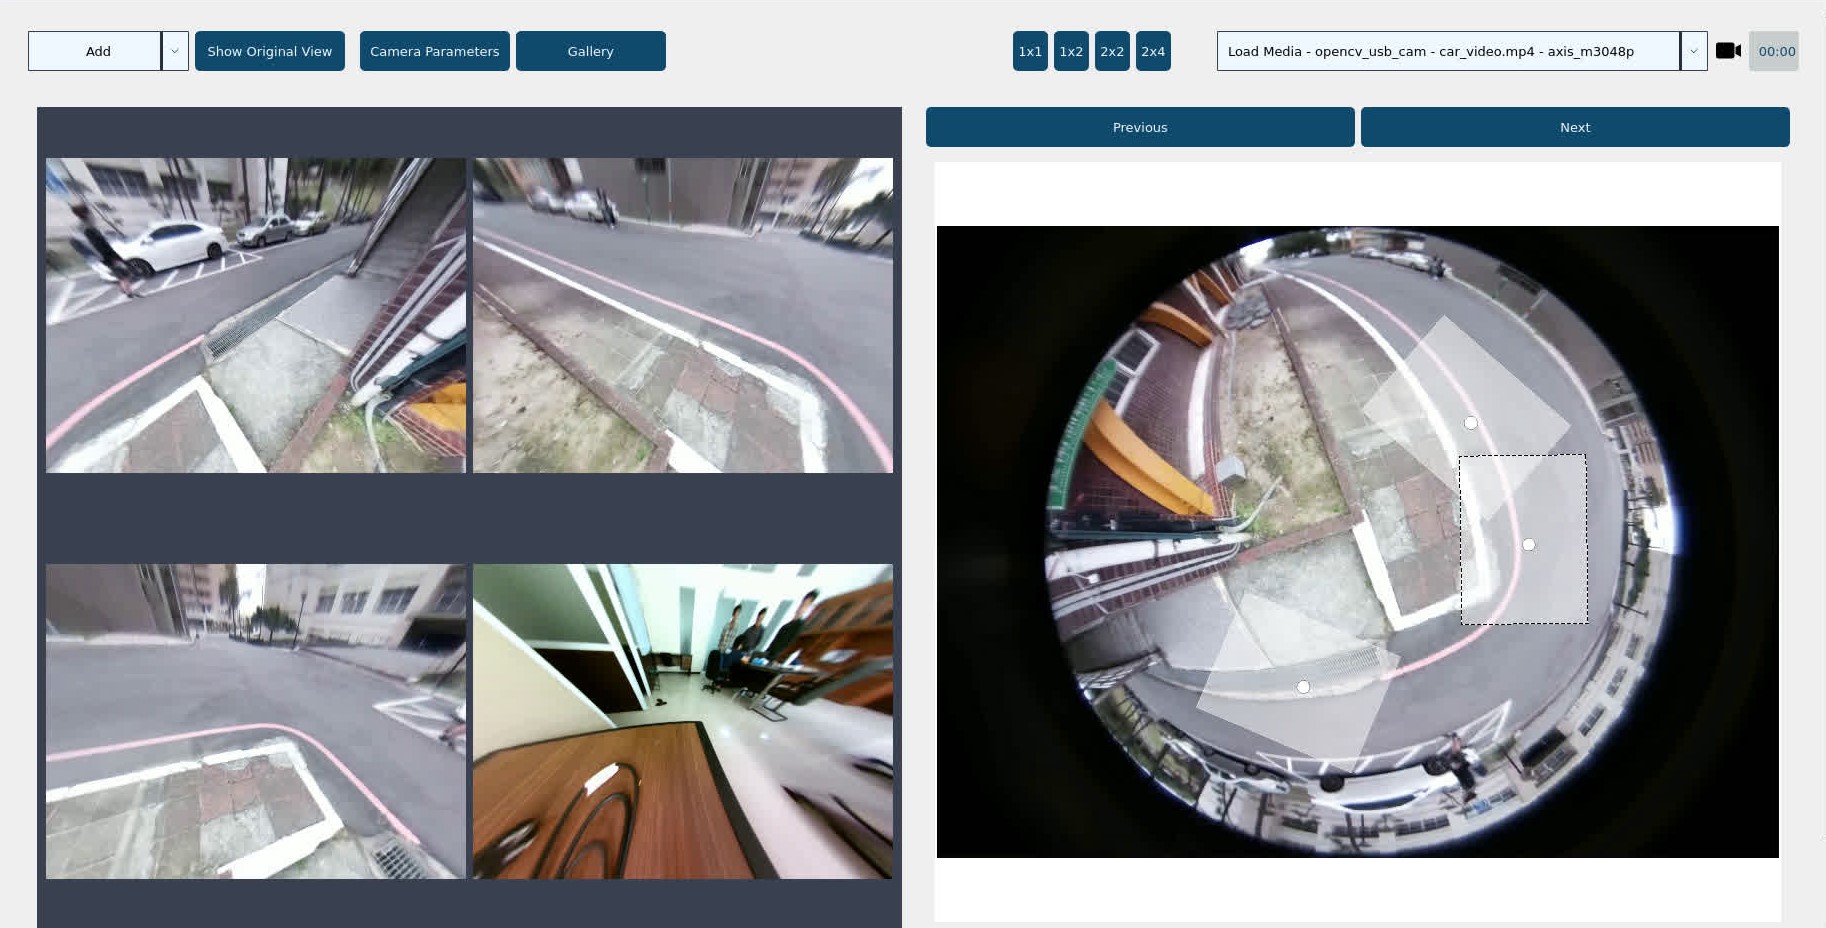 Add
Show Original View
Camera Parameters
Gallery
1x1
1x2
2x2
2x4
Load Media - opencv_usb_cam - car_video.mp4 - axis_m3048p
00:00
Previous
Next